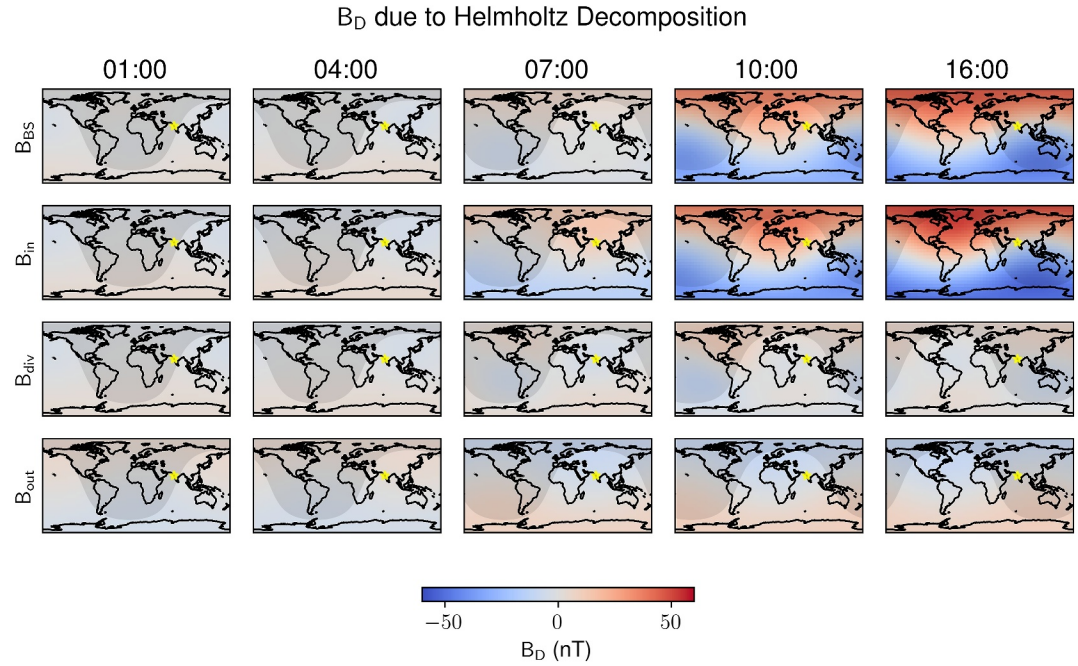 B_D due to Helmholtz Decomposition
01:00 04:00 07:00 10:00 16:00
B_BS
B_in
B_div
B_out
−50 0 50
B_D (nT)